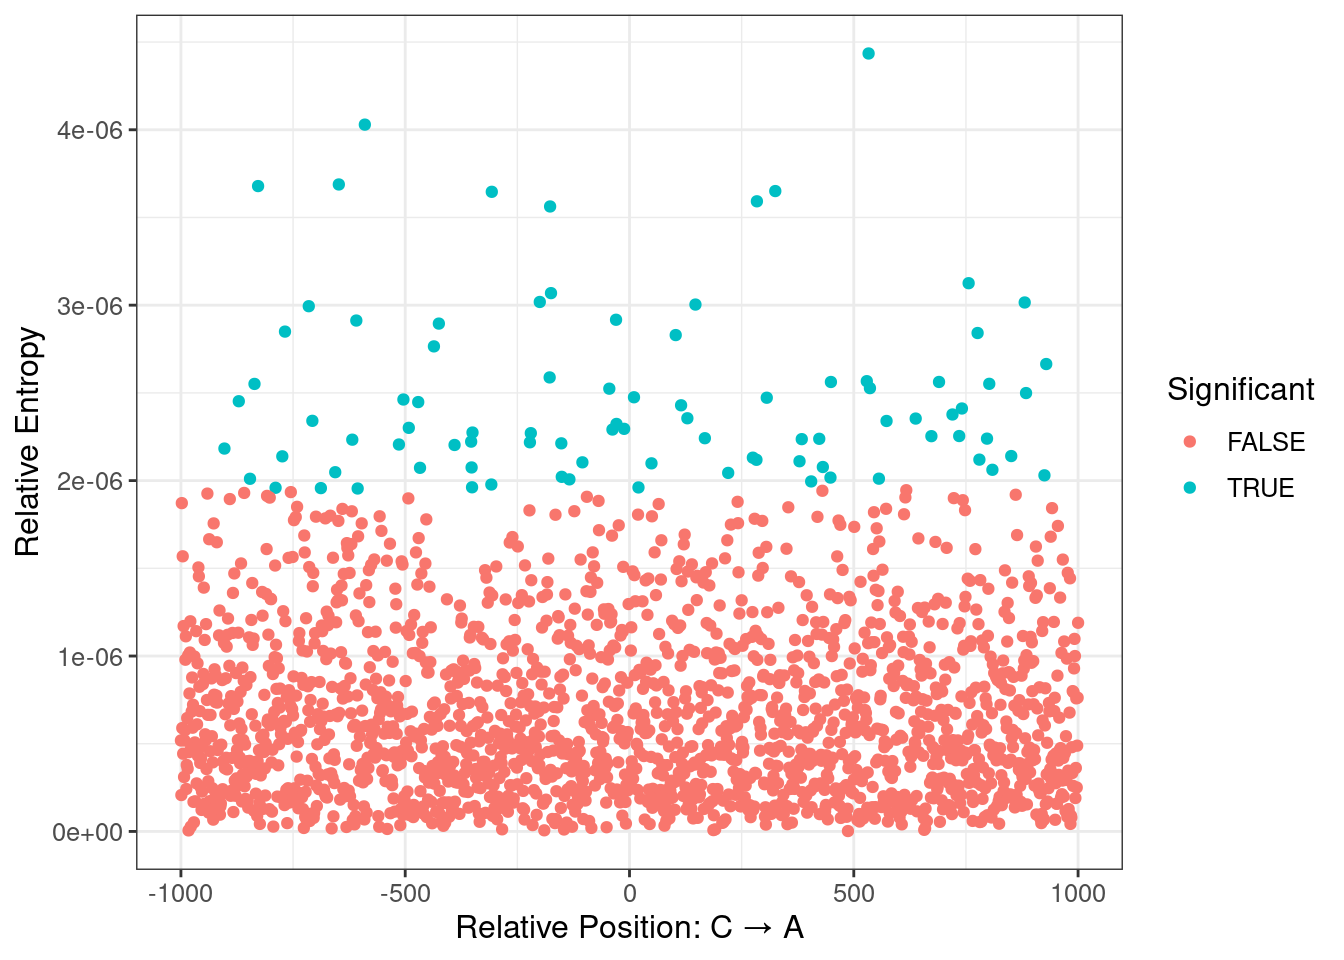 4e-06
3e-06
2e-06
1e-06
0e+00
Relative Entropy
-1000
-500
0
500
1000
Relative Position: C → A
Significant
FALSE
TRUE